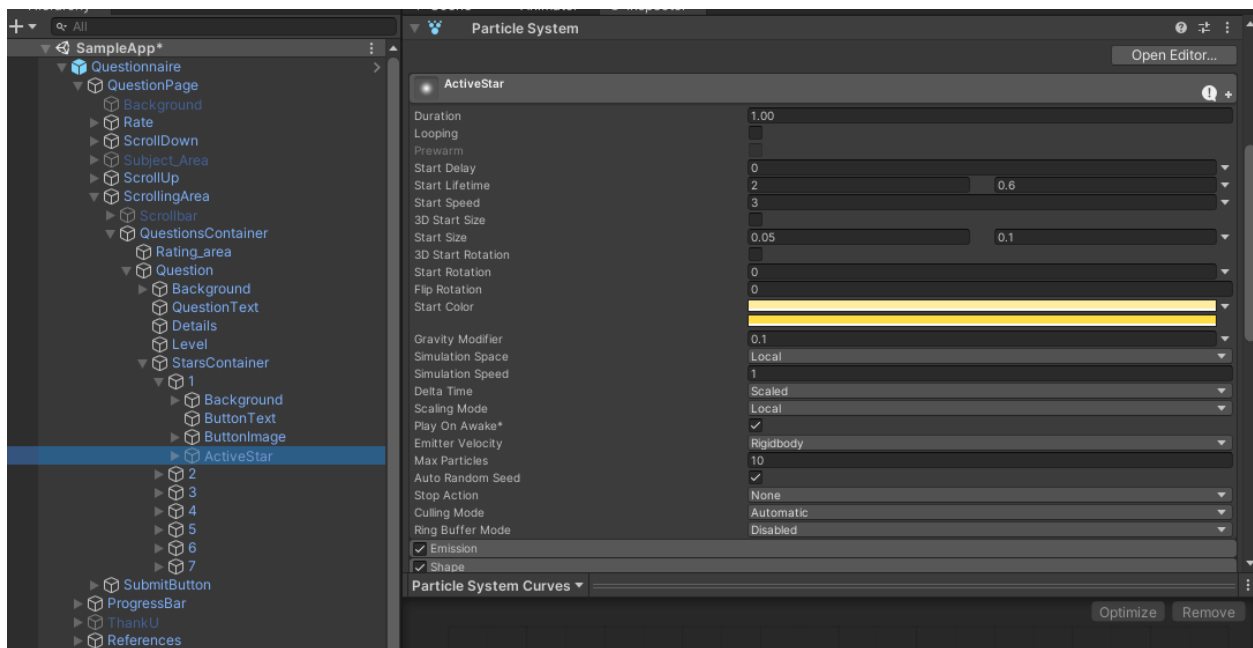 All
SampleApp*
Questionnaire
QuestionPage
Background
Rate
ScrollDown
Subject_Area
ScrollUp
ScrollingArea
Scrollbar
QuestionsContainer
Rating_area
Question
Background
QuestionText
Details
Level
StarsContainer
1
Background
ButtonText
ButtonImage
ActiveStar
2
3
4
5
6
7
SubmitButton
ProgressBar
ThankU
References
Particle System
Open Editor...
ActiveStar
Duration 1.00
Looping
Prewarm
Start Delay 0
Start Lifetime 2 0.6
Start Speed 3
3D Start Size
Start Size 0.05 0.1
3D Start Rotation
Start Rotation 0
Flip Rotation 0
Start Color
Gravity Modifier 0.1
Simulation Space Local
Simulation Speed 1
Delta Time Scaled
Scaling Mode Local
Play On Awake*
Emitter Velocity Rigidbody
Max Particles 10
Auto Random Seed
Stop Action None
Culling Mode Automatic
Ring Buffer Mode Disabled
Emission
Shape
Particle System Curves
Optimize Remove